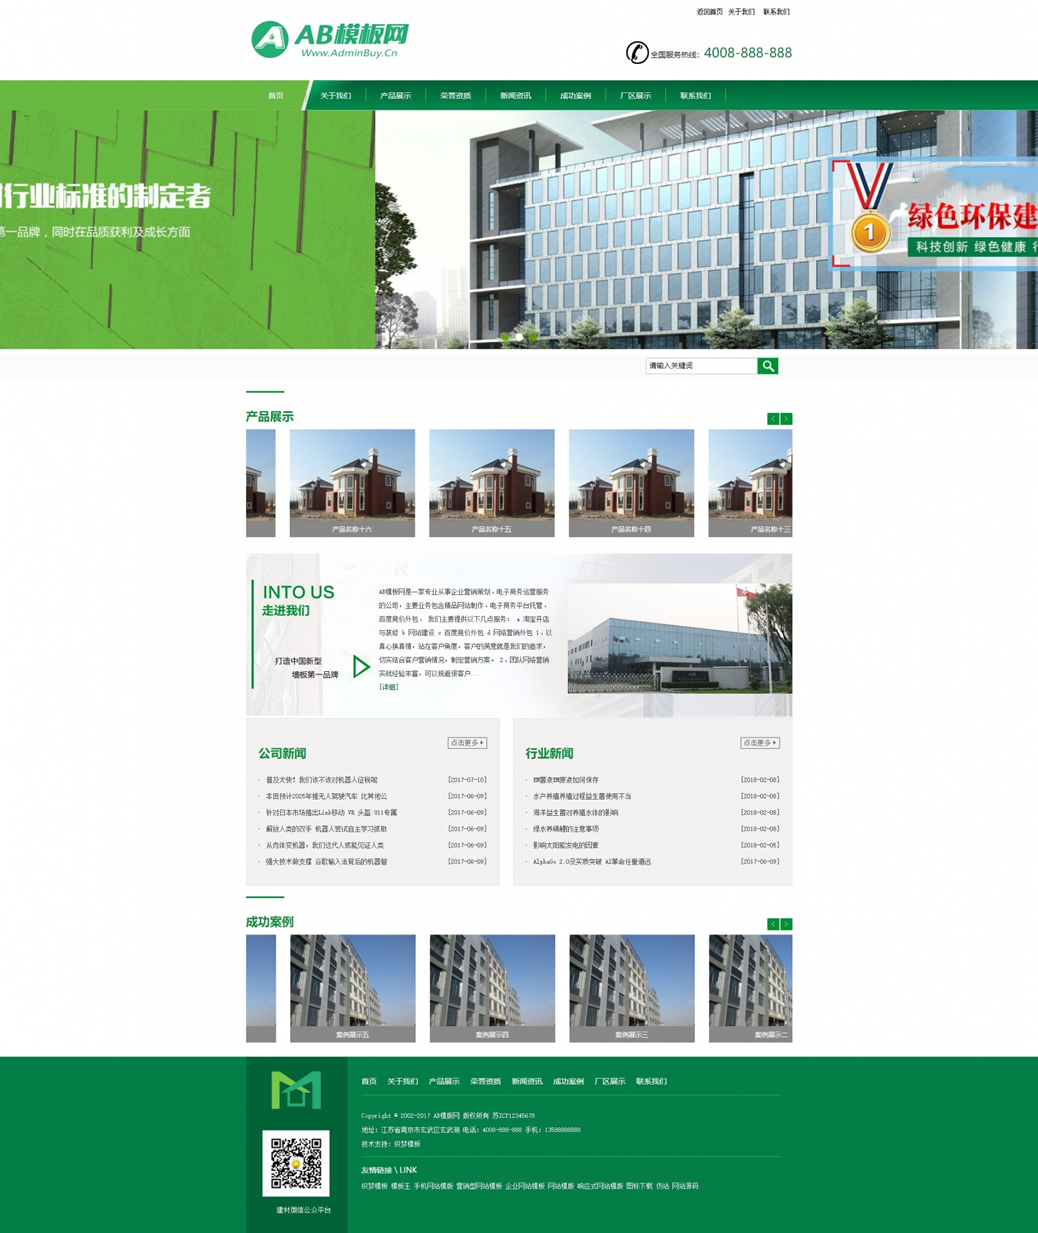 返回首页 关于我们 联系我们
AB模板网
Www.AdminBuy.Cn
全国服务热线：4008-888-888
首页 关于我们 产品展示 荣誉资质 新闻资讯 成功案例 厂区展示 联系我们
行业标准的制定者
第一品牌，同时在品质获利及成长方面
1
绿色环保建
科技创新 绿色健康 行
请输入关键词
产品展示
产品名称十六 产品名称十五 产品名称十四 产品名称十三
INTO US
走进我们
打造中国新型
墙板第一品牌
AB模板网是一家专业从事企业营销策划、电子商务运营服务
的公司，主要业务包含精品网站制作、电子商务平台托管、
百度竞价外包、 我们主要提供以下几点服务： a 淘宝开店
与装修 b 网站建设 c 百度竞价外包 d 网络营销外包 1、以
真心换真情，站在客户角度，客户的满意就是我们的追求，
切实结合客户营销情况，制定营销方案。 2、团队网络营销
实战经验丰富，可以规避很客户...
[详细]
公司新闻
点击更多
· 普及太快！我们该不该对机器人征税呢 [2017-07-10]
· 本田预计2025年推无人驾驶汽车 比其他公 [2017-06-09]
· 针对日本市场推出Link移动 VR 头盔:U11专属 [2017-06-09]
· 解放人类的双手 机器人尝试自主学习抓取 [2017-06-09]
· 从肉体变机器，我们这代人或能见证人类 [2017-06-09]
· 强大技术做支撑 谷歌输入法背后的机器智 [2017-06-09]
行业新闻
点击更多
· EM菌液EM原液如何保存 [2018-02-08]
· 水产养殖养殖过程益生菌使用不当 [2018-02-08]
· 海洋益生菌对养殖水体的影响 [2018-02-08]
· 绿水养锦鲤的注意事项 [2018-02-08]
· 影响太阳能发电的因素 [2018-02-05]
· AlphaGo 2.0没实质突破 AI革命任重道远 [2017-06-09]
成功案例
案例展示五 案例展示四 案例展示三 案例展示二
首页 关于我们 产品展示 荣誉资质 新闻资讯 成功案例 厂区展示 联系我们
Copyright © 2002-2017 AB模板网 版权所有 苏ICP12345678
地址：江苏省南京市玄武区玄武湖 电话：4008-888-888 手机：13588888888
技术支持：织梦模板
友情链接 \ LINK
织梦模板 模板王 手机网站模版 营销型网站模板 企业网站模板 网站模版 响应式网站模版 图标下载 仿站 网站源码
建材微信公众平台